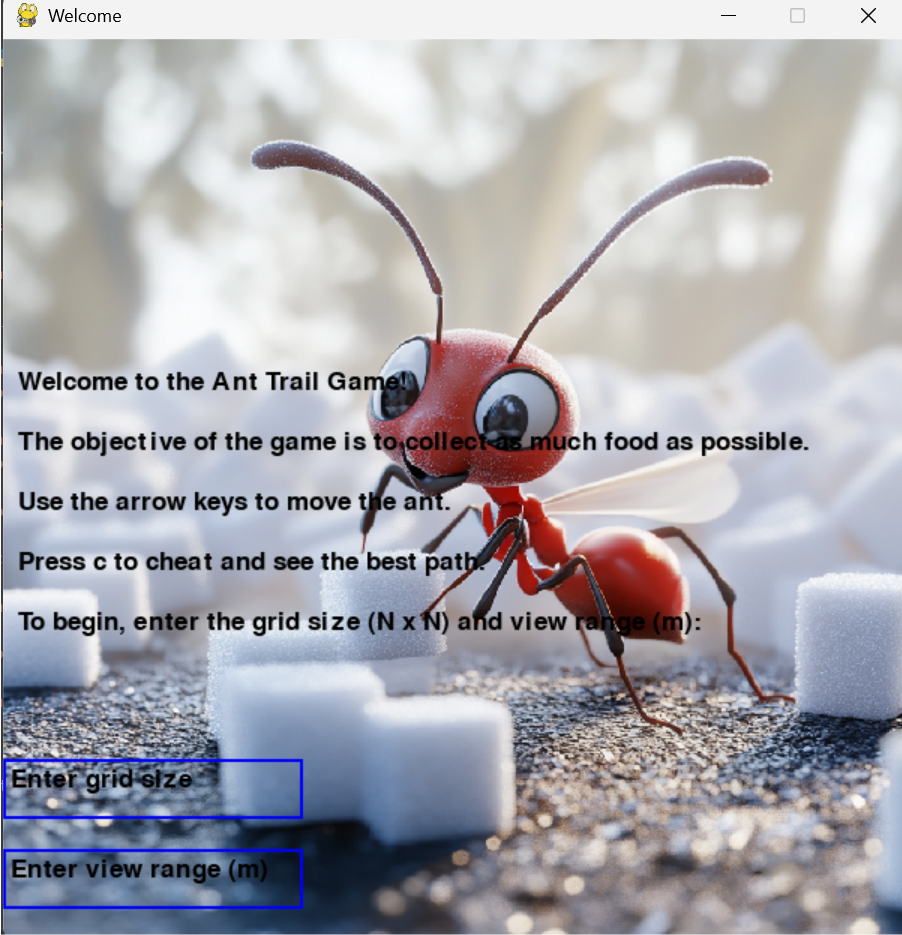 Welcome
Welcome to the Ant Trail Game!
The objective of the game is to collect as much food as possible.
Use the arrow keys to move the ant.
Press c to cheat and see the best path.
To begin, enter the grid size (N x N) and view range (m):
Enter grid size
Enter view range (m)